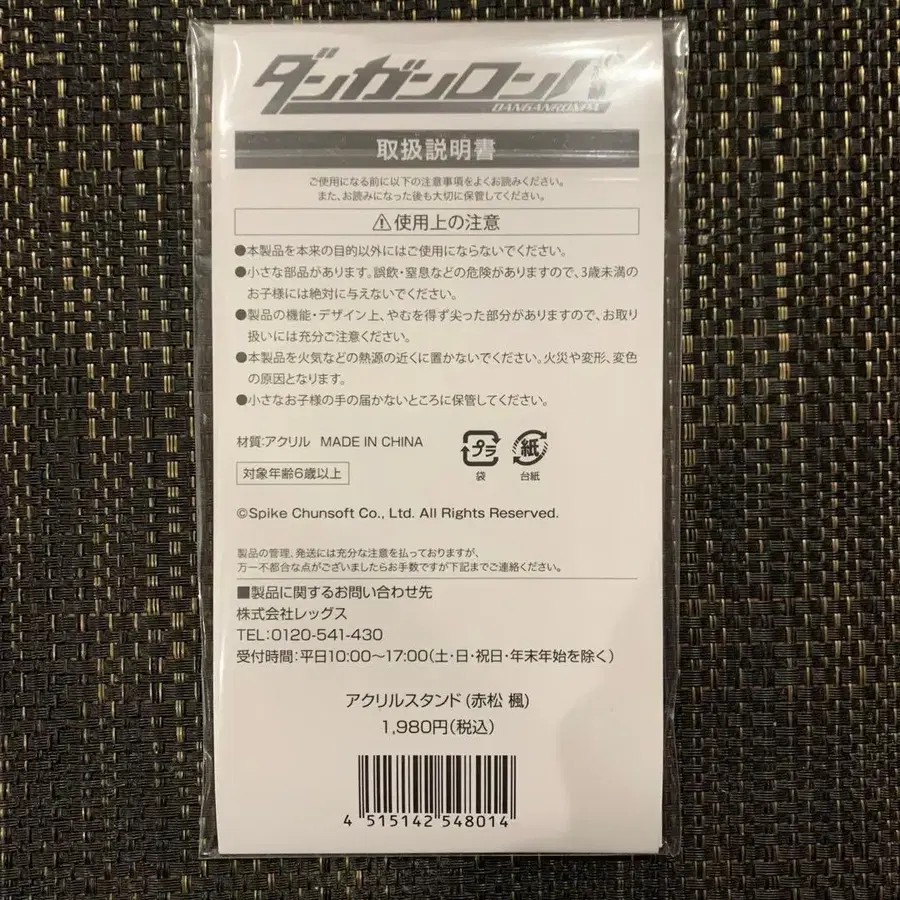 ダンガンロンパ
DANGANRONPA
取扱説明書
ご使用になる前に以下の注意事項をよくお読みください。
また、お読みになった後も大切に保管してください。
⚠使用上の注意
●本製品を本来の目的以外にはご使用にならないでください。
●小さな部品があります。誤飲・窒息などの危険がありますので、3歳未満の
お子様には絶対に与えないでください。
●製品の機能・デザイン上、やむを得ず尖った部分がありますので、お取り
扱いには充分ご注意ください。
●本製品を火気などの熱源の近くに置かないでください。火災や変形、変色
の原因となります。
●小さなお子様の手の届かないところに保管してください。
材質:アクリル MADE IN CHINA
プラ 紙
袋 台紙
対象年齢6歳以上
©Spike Chunsoft Co., Ltd. All Rights Reserved.
製品の管理、発送には充分な注意を払っておりますが、
万一不都合な点がございましたらお手数ですが下記までご連絡ください。
■製品に関するお問い合わせ先
株式会社レッグス
TEL:0120-541-430
受付時間:平日10:00〜17:00(土・日・祝日・年末年始を除く)
アクリルスタンド(赤松 楓)
1,980円(税込)
4 515142 548014